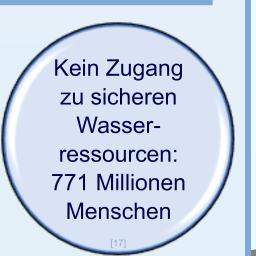 Kein Zugang
zu sicheren
Wasser-
ressourcen:
771 Millionen
Menschen
[17]